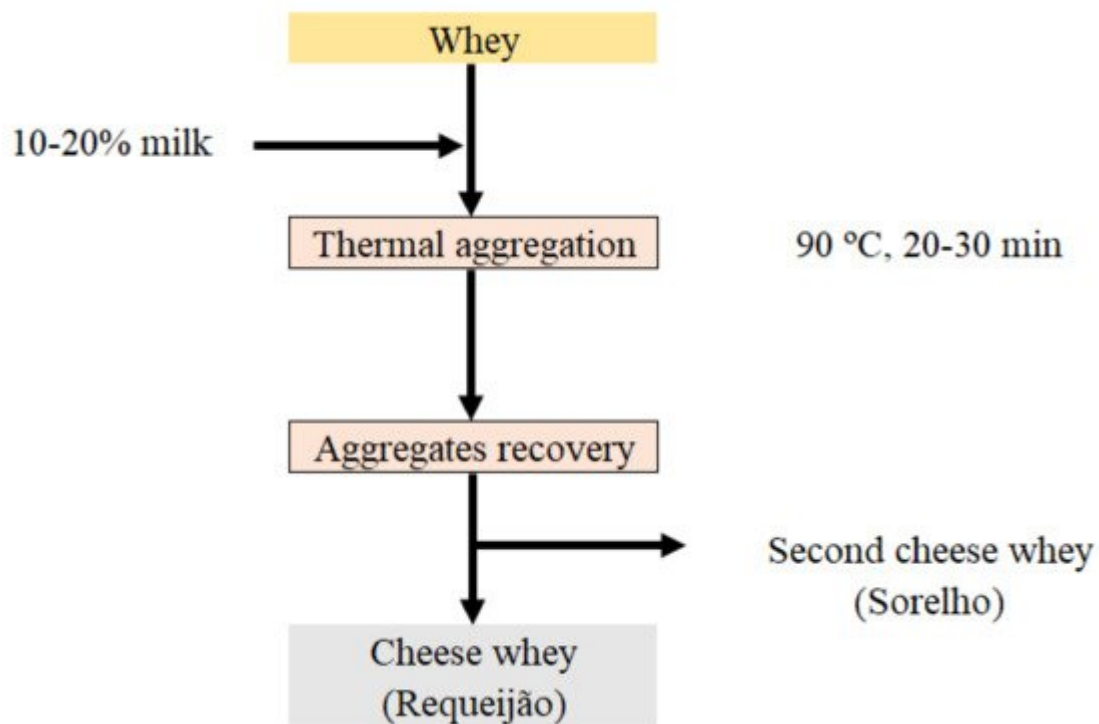 Whey
10-20% milk
Thermal aggregation
90 ºC, 20-30 min
Aggregates recovery
Second cheese whey
(Sorelho)
Cheese whey
(Requeijão)